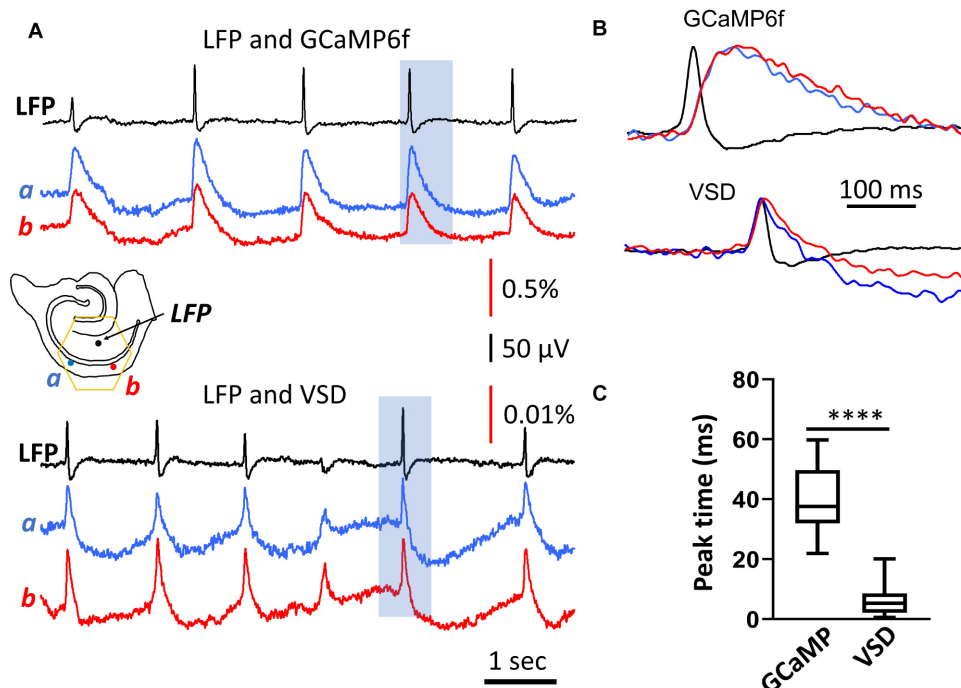 A
LFP and GCaMP6f
LFP
a
b
0.5%
50 µV
0.01%
LFP
a
b
LFP and VSD
LFP
a
b
1 sec
B
GCaMP6f
VSD
100 ms
C
Peak time (ms)
80
60
40
20
0
****
GCaMP
VSD